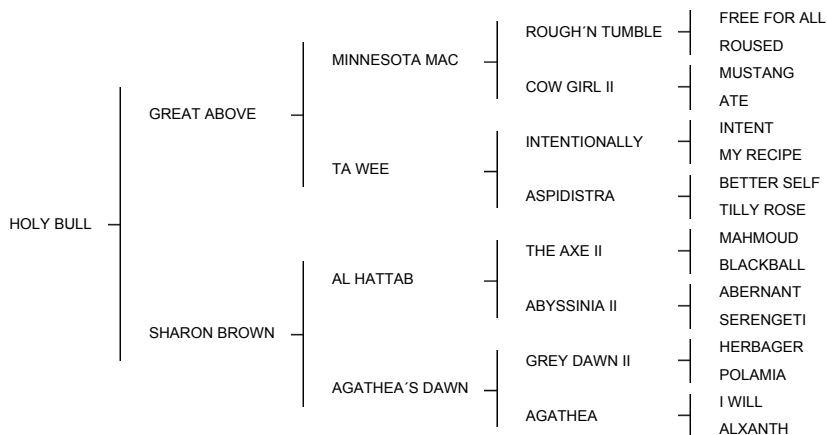 FREE FOR ALL
ROUGH´N TUMBLE
ROUSED
MINNESOTA MAC
MUSTANG
COW GIRL II
ATE
GREAT ABOVE
INTENT
INTENTIONALLY
MY RECIPE
TA WEE
BETTER SELF
ASPIDISTRA
TILLY ROSE
HOLY BULL
MAHMOUD
THE AXE II
BLACKBALL
AL HATTAB
ABERNANT
ABYSSINIA II
SERENGETI
SHARON BROWN
HERBAGER
GREY DAWN II
POLAMIA
AGATHEA´S DAWN
I WILL
AGATHEA
ALXANTH